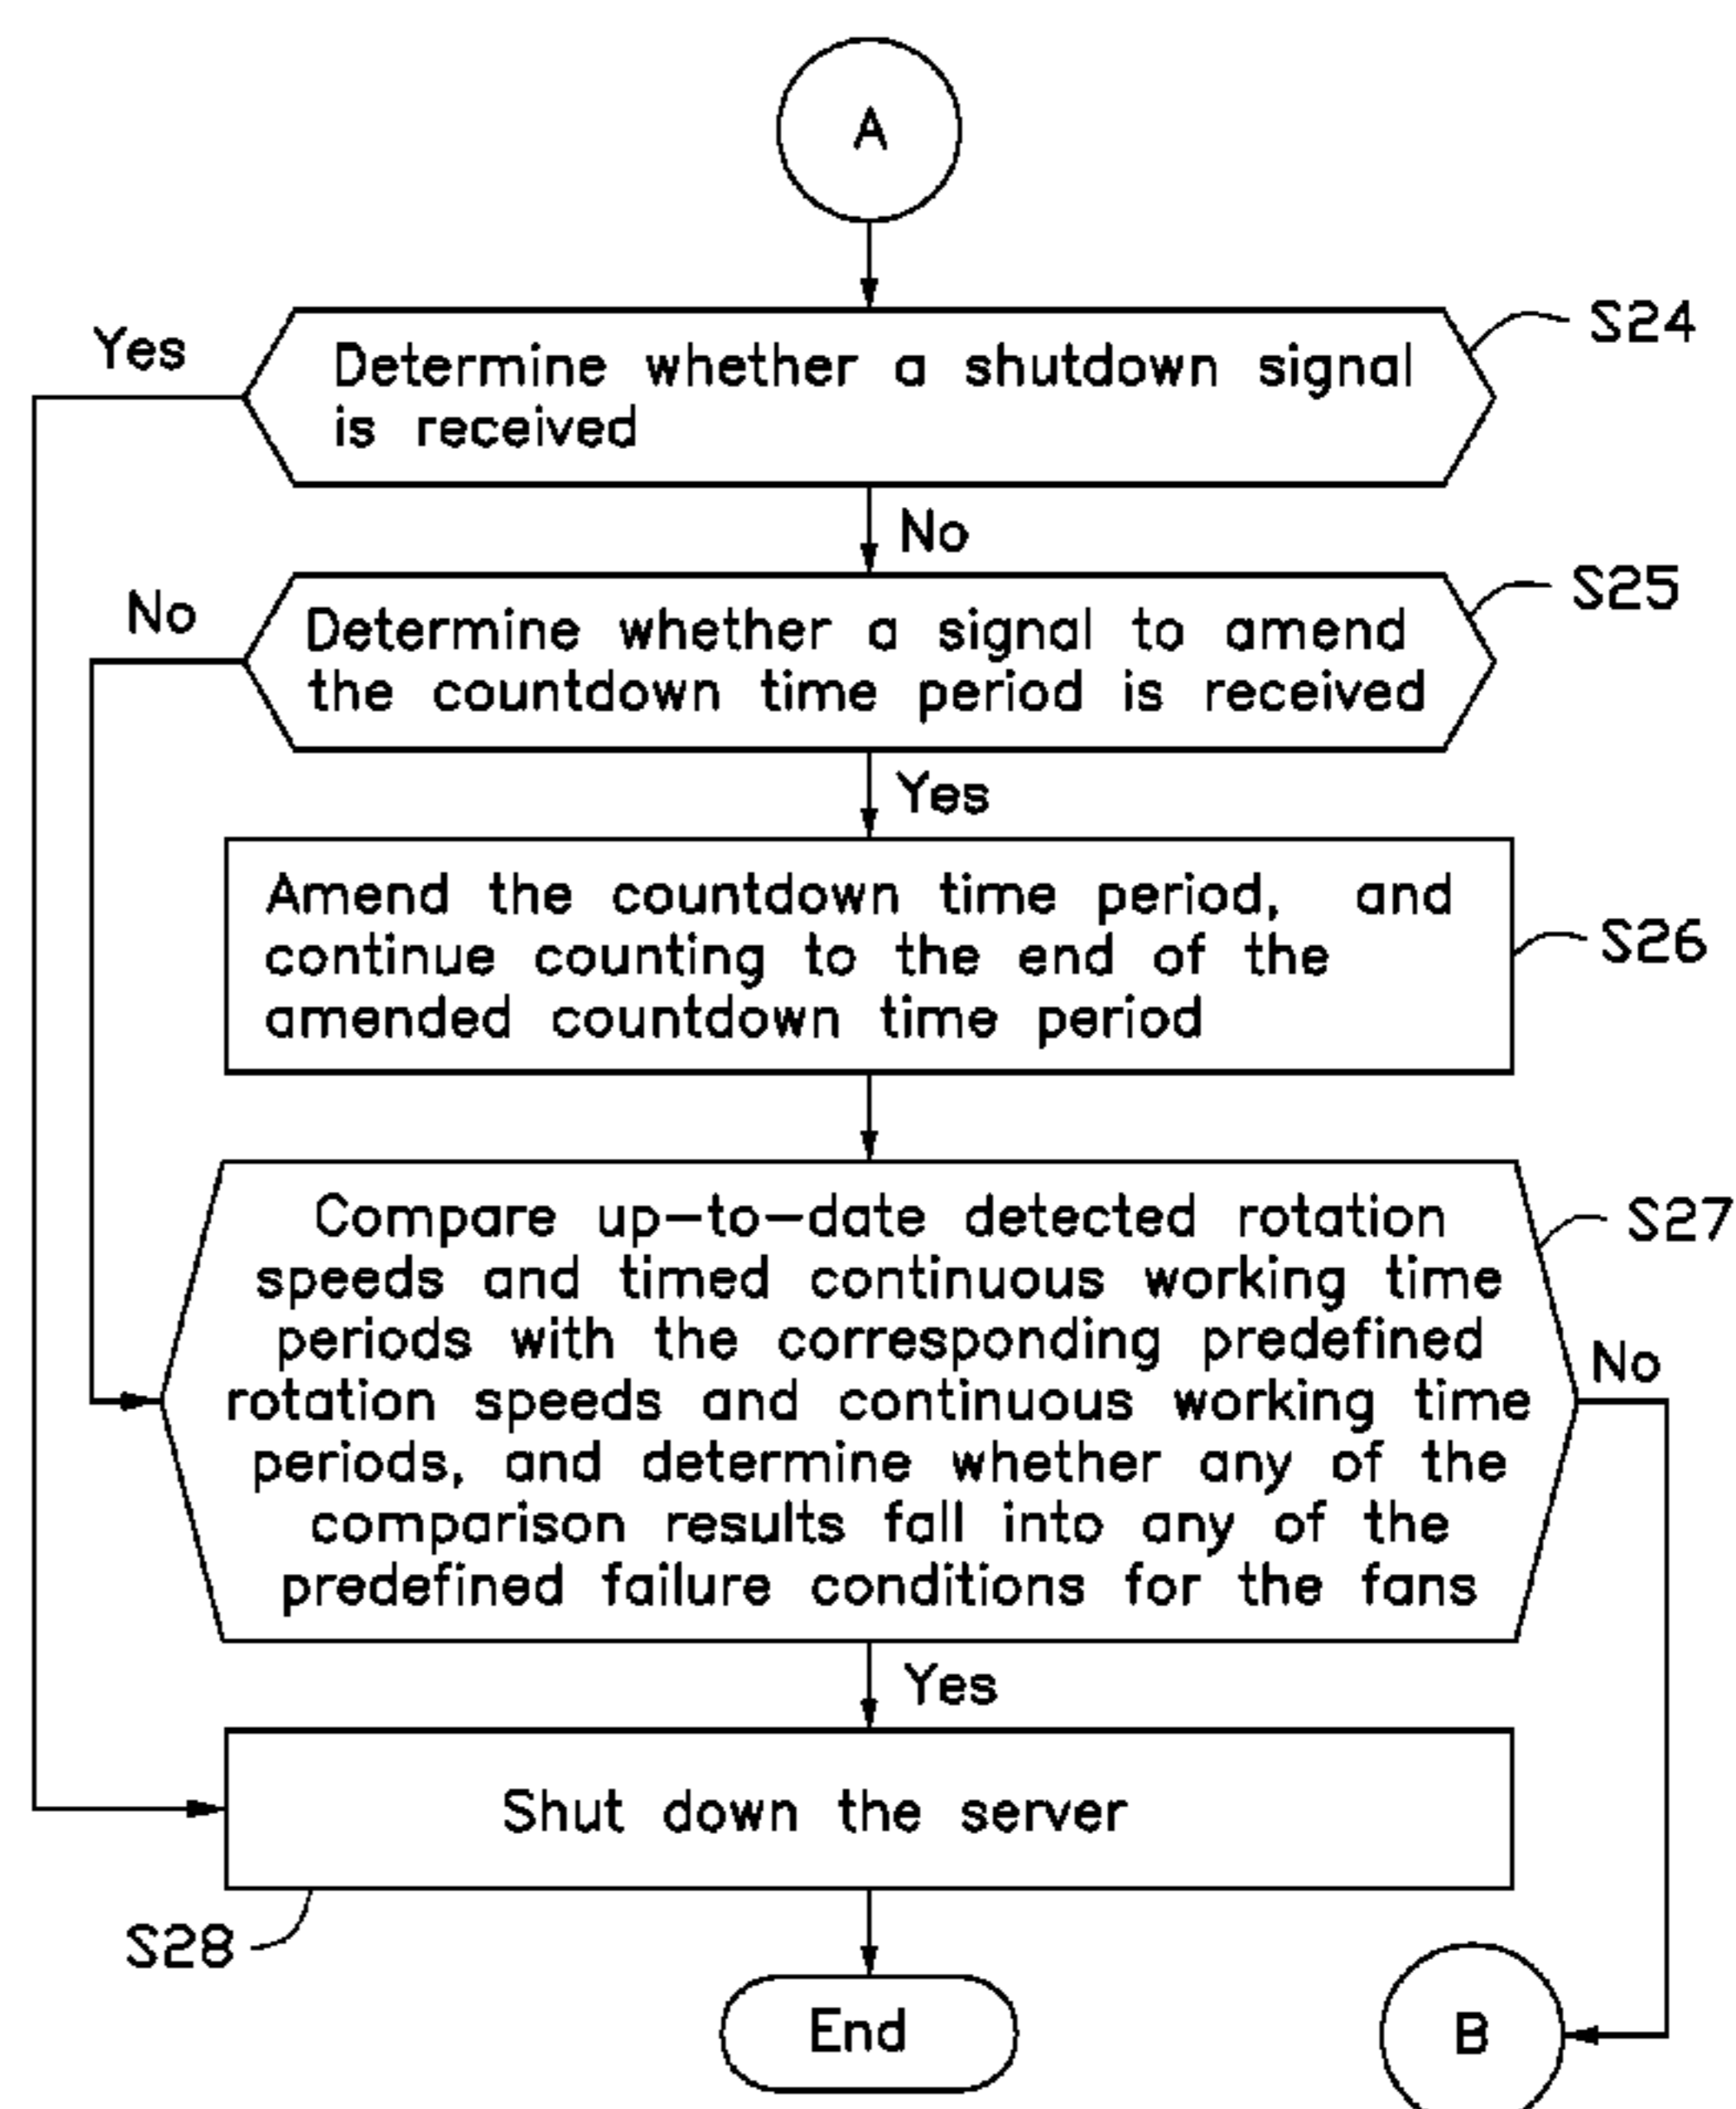 A
Yes
Determine whether a shutdown signal
is received
S24
No
No
Determine whether a signal to amend
the countdown time period is received
S25
Yes
Amend the countdown time period, and
continue counting to the end of the
amended countdown time period
S26
Compare up-to-date detected rotation
speeds and timed continuous working time
periods with the corresponding predefined
rotation speeds and continuous working time
periods, and determine whether any of the
comparison results fall into any of the
predefined failure conditions for the fans
S27
No
Yes
Shut down the server
S28
End
B